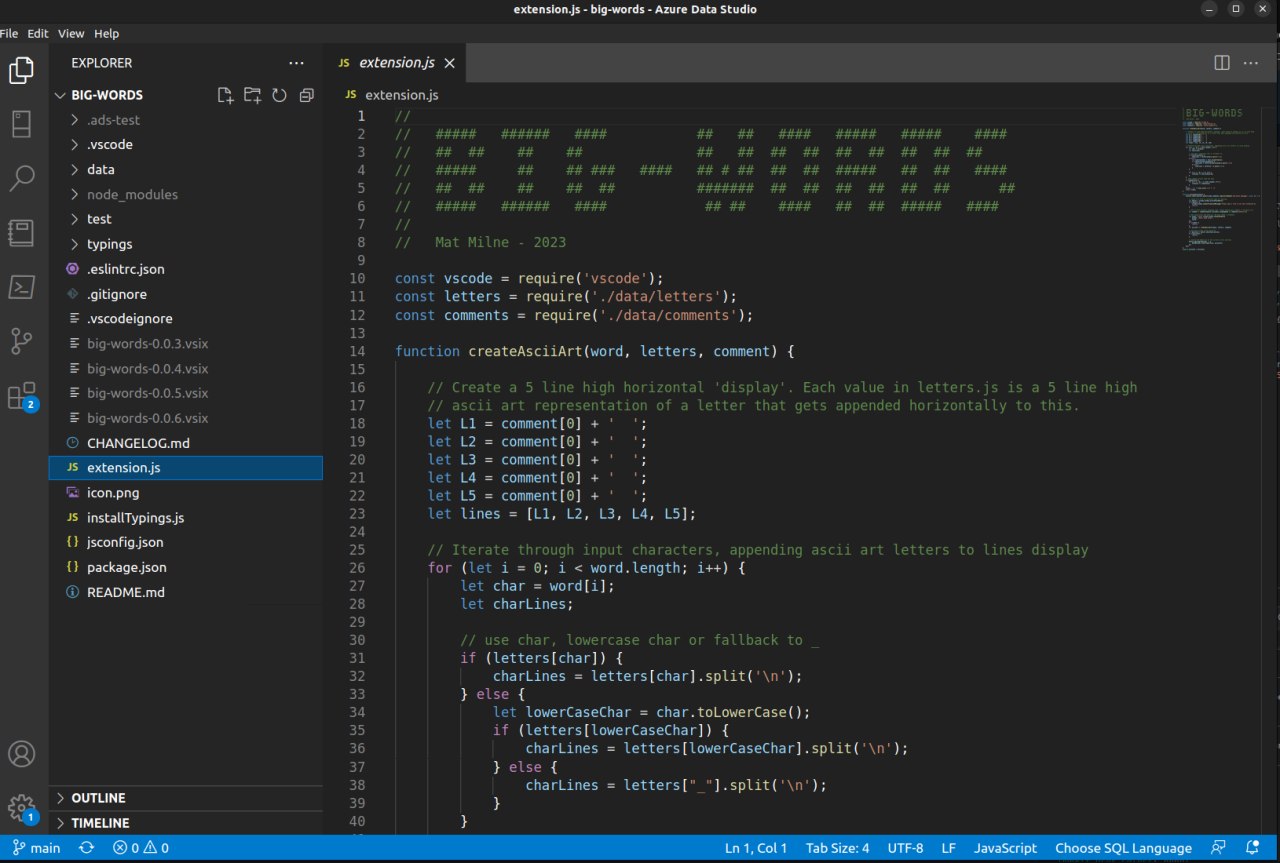 extension.js - big-words - Azure Data Studio
File Edit View Help
EXPLORER
BIG-WORDS
.ads-test
.vscode
data
node_modules
test
typings
.eslintrc.json
.gitignore
.vscodeignore
big-words-0.0.3.vsix
big-words-0.0.4.vsix
big-words-0.0.5.vsix
big-words-0.0.6.vsix
CHANGELOG.md
JS extension.js
icon.png
JS installTypings.js
{} jsconfig.json
{} package.json
README.md
OUTLINE
TIMELINE
2
1
JS extension.js
JS extension.js
1 //
2 //   #####   ######   ####           ##   ##   ####   #####   #####    ####
3 //   ##  ##    ##    ##              ##   ##  ##  ##  ##  ##  ##  ##  ##
4 //   #####     ##    ## ###   ####   ## # ##  ##  ##  #####   ##  ##   ####
5 //   ##  ##    ##    ##  ##          #######  ##  ##  ##  ##  ##  ##      ##
6 //   #####   ######   ####            ## ##    ####   ##  ##  #####   ####
7 //
8 //   Mat Milne - 2023
9
10 const vscode = require('vscode');
11 const letters = require('./data/letters');
12 const comments = require('./data/comments');
13
14 function createAsciiArt(word, letters, comment) {
15
16     // Create a 5 line high horizontal 'display'. Each value in letters.js is a 5 line high
17     // ascii art representation of a letter that gets appended horizontally to this.
18     let L1 = comment[0] + '  ';
19     let L2 = comment[0] + '  ';
20     let L3 = comment[0] + '  ';
21     let L4 = comment[0] + '  ';
22     let L5 = comment[0] + '  ';
23     let lines = [L1, L2, L3, L4, L5];
24
25     // Iterate through input characters, appending ascii art letters to lines display
26     for (let i = 0; i < word.length; i++) {
27         let char = word[i];
28         let charLines;
29
30         // use char, lowercase char or fallback to _
31         if (letters[char]) {
32             charLines = letters[char].split('\n');
33         } else {
34             let lowerCaseChar = char.toLowerCase();
35             if (letters[lowerCaseChar]) {
36                 charLines = letters[lowerCaseChar].split('\n');
37             } else {
38                 charLines = letters["_"].split('\n');
39             }
40         }
BIG-WORDS
main 0 0 Ln 1, Col 1 Tab Size: 4 UTF-8 LF JavaScript Choose SQL Language